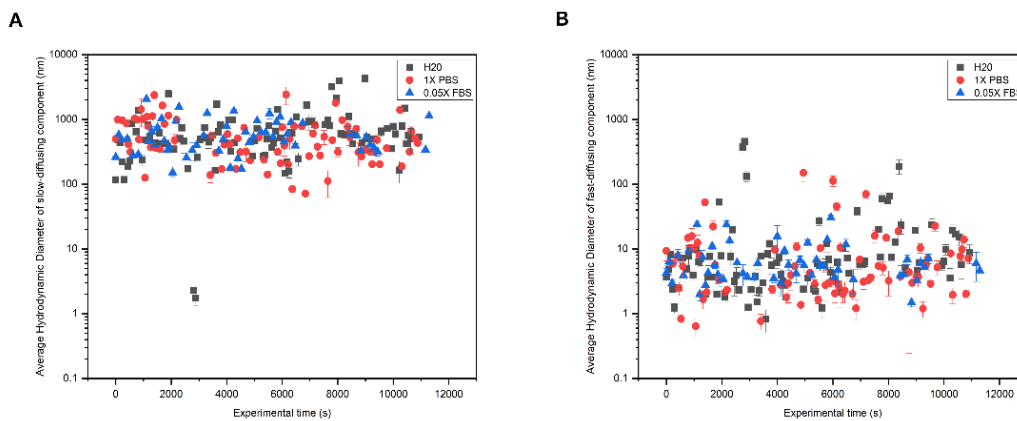 A
Average Hydrodynamic Diameter of slow-diffusing component (nm)
10000
1000
100
10
1
0.1
H20
1X PBS
0.05X FBS
0 2000 4000 6000 8000 10000 12000
Experimental time (s)
B
Average Hydrodynamic Diameter of fast-diffusing component (nm)
10000
1000
100
10
1
0.1
H20
1X PBS
0.05X FBS
0 2000 4000 6000 8000 10000 12000
Experimental time (s)